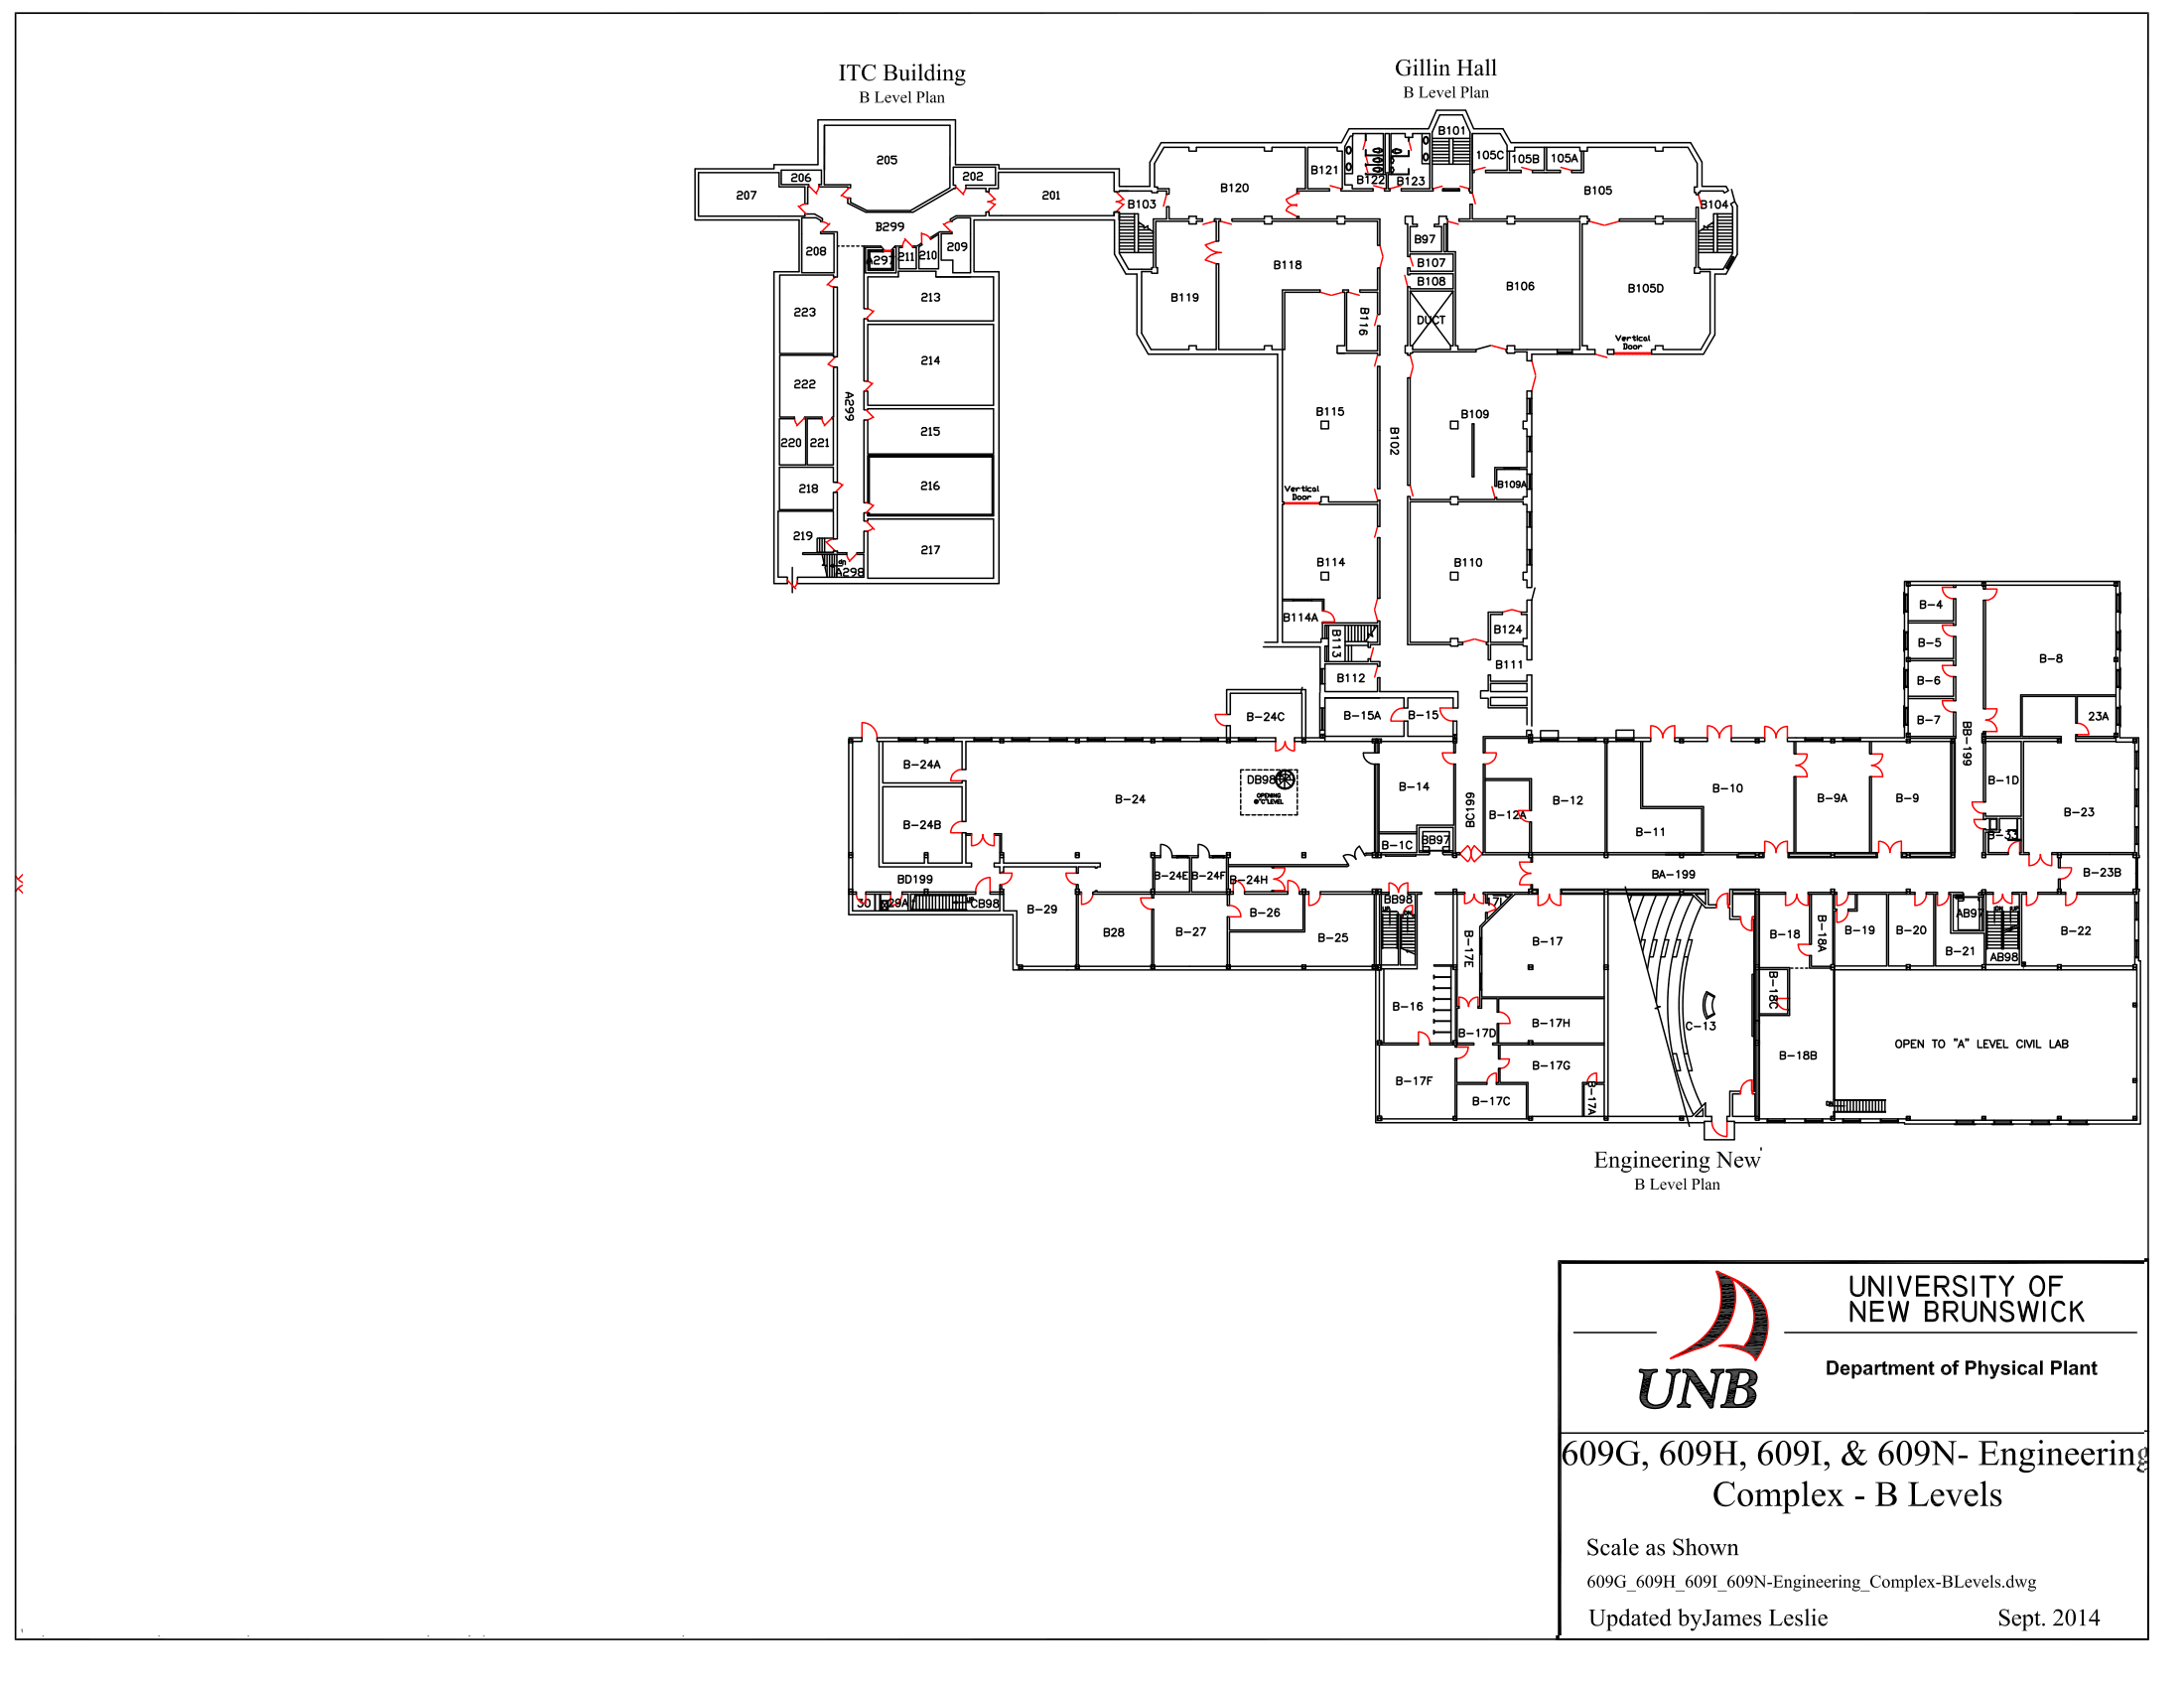 ITC Building
B Level Plan
Gillin Hall
B Level Plan
205
206
202
207
201
B299
208
A297
211
210
209
213
223
214
222
A299
215
220
221
216
218
219
217
UP
A298
B101
105C
105B
105A
B121
B122
B123
B120
B105
B103
B104
B97
B107
B108
B118
B119
B106
B105D
DUCT
B116
Vertical
Door
B115
B109
B102
B109A
Vertical
Door
B114
B110
B114A
B113
B124
B111
B112
B-15A
B-15
B-24C
B-4
B-5
B-6
B-7
B-8
23A
BB-199
B-24A
B-24
DB98
OPENING
@"C"LEVEL
B-24B
B-14
BC199
B-12
B-12A
B-10
B-11
B-9A
B-9
B-1D
B-23
B-33
B-1C
BB97
BD199
B-24E
B-24F
B-24H
BA-199
B-23B
30
29A
CB98
B-29
B28
B-27
B-26
B-25
BB98
B-17E
B-17
B-18
B-18A
B-19
B-20
AB97
B-21
AB98
B-22
B-16
B-17D
B-17H
C-13
B-18C
B-17F
B-17G
B-17C
B-17A
B-18B
OPEN TO "A" LEVEL CIVIL LAB
Engineering New
B Level Plan
UNIVERSITY OF
NEW BRUNSWICK
UNB
Department of Physical Plant
609G, 609H, 609I, & 609N- Engineering
Complex - B Levels
Scale as Shown
609G_609H_609I_609N-Engineering_Complex-BLevels.dwg
Updated byJames Leslie
Sept. 2014